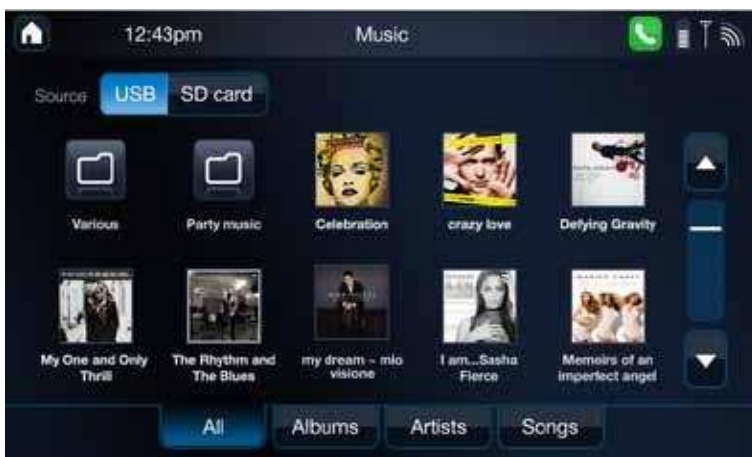 12:43pm
Music
Source
USB
SD card
Various
Party music
Celebration
crazy love
Defying Gravity
My One and Only
Thrill
The Rhythm and
The Blues
my dream ~ mio
visione
I am...Sasha
Fierce
Memoirs of an
imperfect angel
All
Albums
Artists
Songs